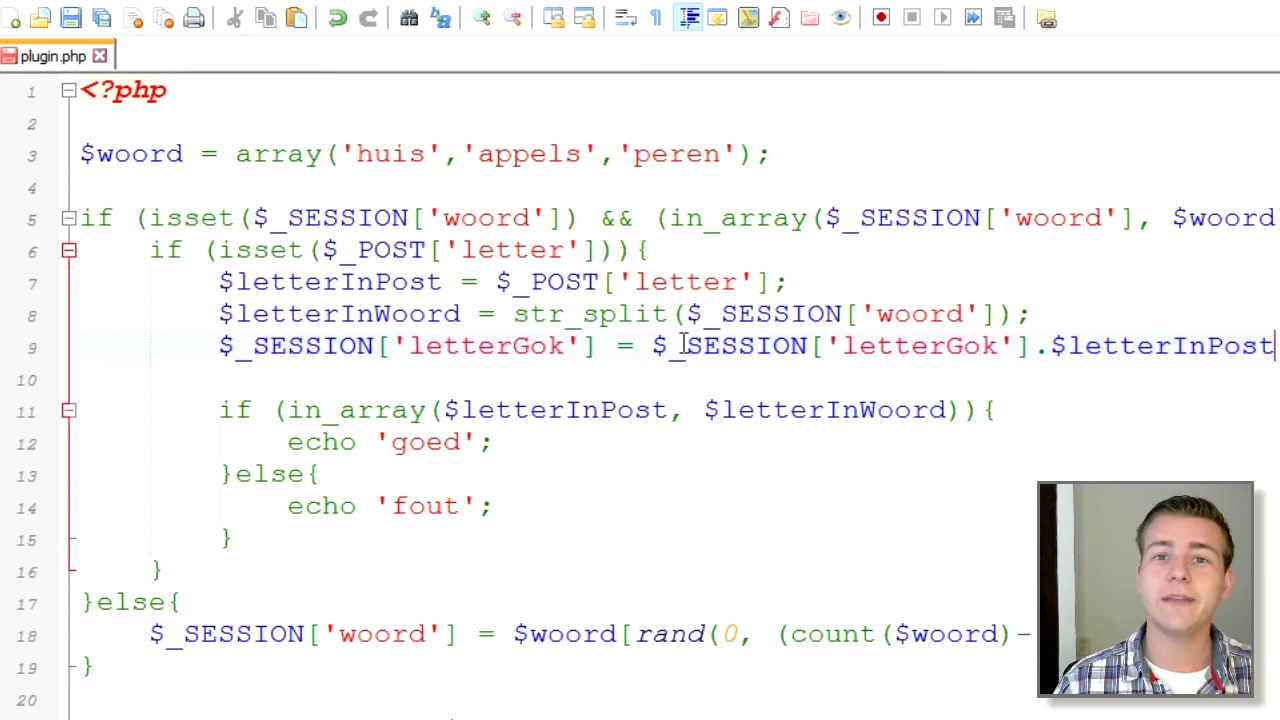 plugin.php
1 <?php
2
3 $woord = array('huis','appels','peren');
4
5 if (isset($_SESSION['woord']) && (in_array($_SESSION['woord'], $woord)
6 if (isset($_POST['letter'])){
7 $letterInPost = $_POST['letter'];
8 $letterInWoord = str_split($_SESSION['woord']);
9 $_SESSION['letterGok'] = $_SESSION['letterGok'].$letterInPost
10
11 if (in_array($letterInPost, $letterInWoord)){
12 echo 'goed';
13 }else{
14 echo 'fout';
15 }
16 }
17 }else{
18 $_SESSION['woord'] = $woord[rand(0, (count($woord)-
19 }
20